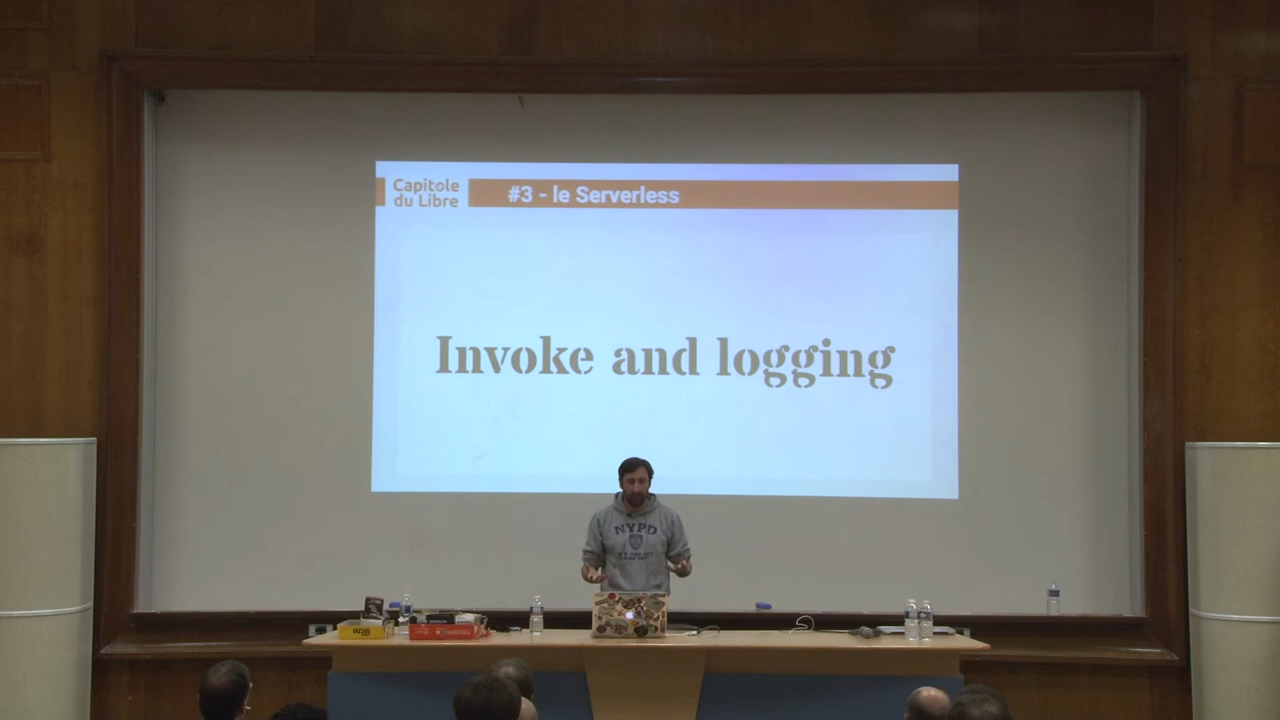 Capitole
du Libre
#3 - le Serverless
Invoke and logging
NYPD